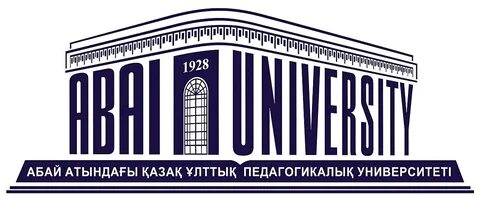 1928
ABAI UNIVERSITY
АБАЙ АТЫНДАҒЫ ҚАЗАҚ ҰЛТТЫҚ ПЕДАГОГИКАЛЫҚ УНИВЕРСИТЕТІ